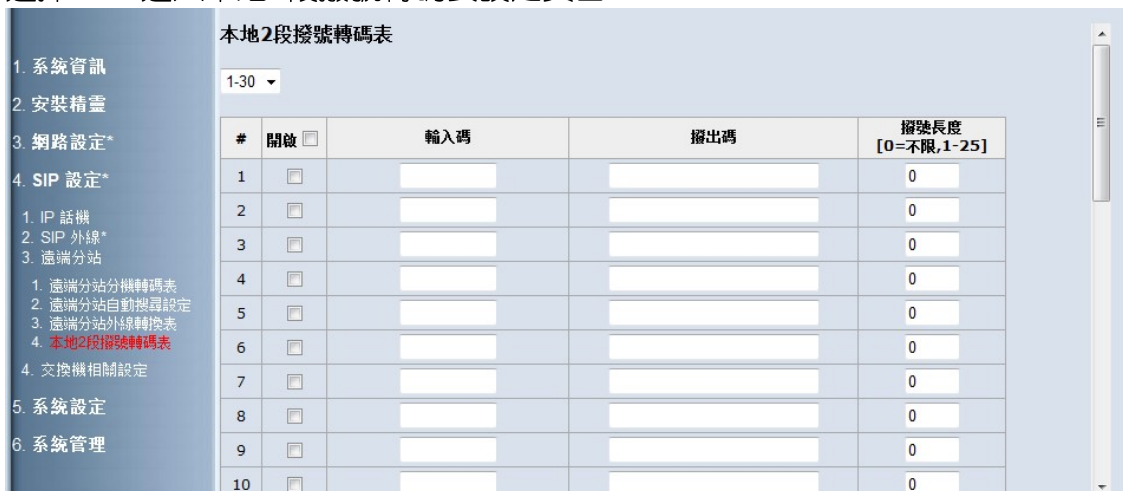 本地2段撥號轉碼表
1-30
1. 系統資訊
2. 安裝精靈
3. 網路設定*
4. SIP 設定*
1. IP 話機
2. SIP 外線*
3. 遠端分站
1. 遠端分站分機轉碼表
2. 遠端分站自動搜尋設定
3. 遠端分站外線轉換表
4. 本地2段撥號轉碼表
4. 交換機相關設定
5. 系統設定
6. 系統管理
# 開啟 輸入碼 撥出碼 撥號長度
[0=不限,1-25]
1 0
2 0
3 0
4 0
5 0
6 0
7 0
8 0
9 0
10 0